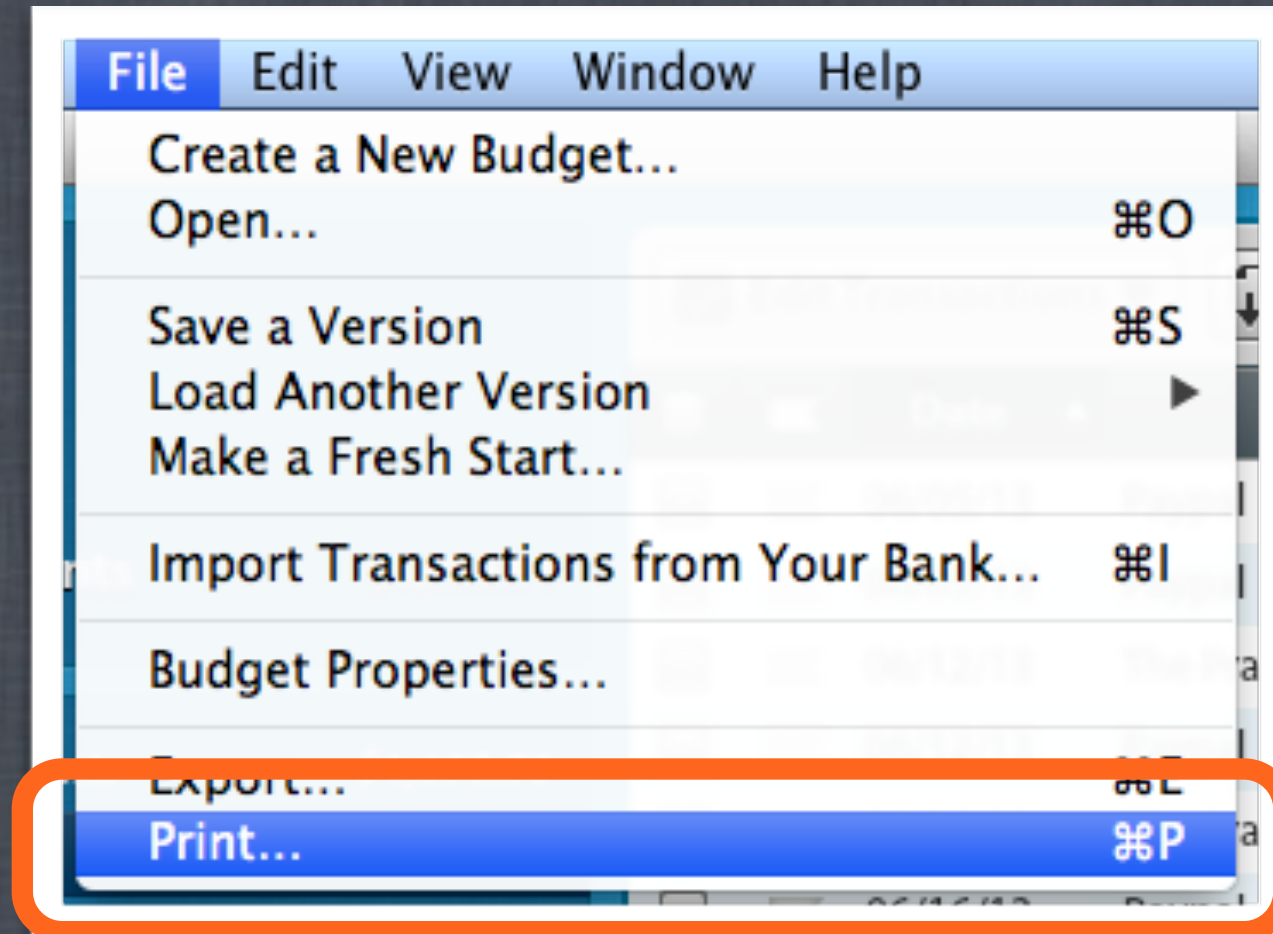 File Edit View Window Help
Create a New Budget...
Open... ⌘O
Save a Version ⌘S
Load Another Version ▶
Make a Fresh Start...
Import Transactions from Your Bank... ⌘I
Budget Properties...
Export... ⌘E
Print... ⌘P